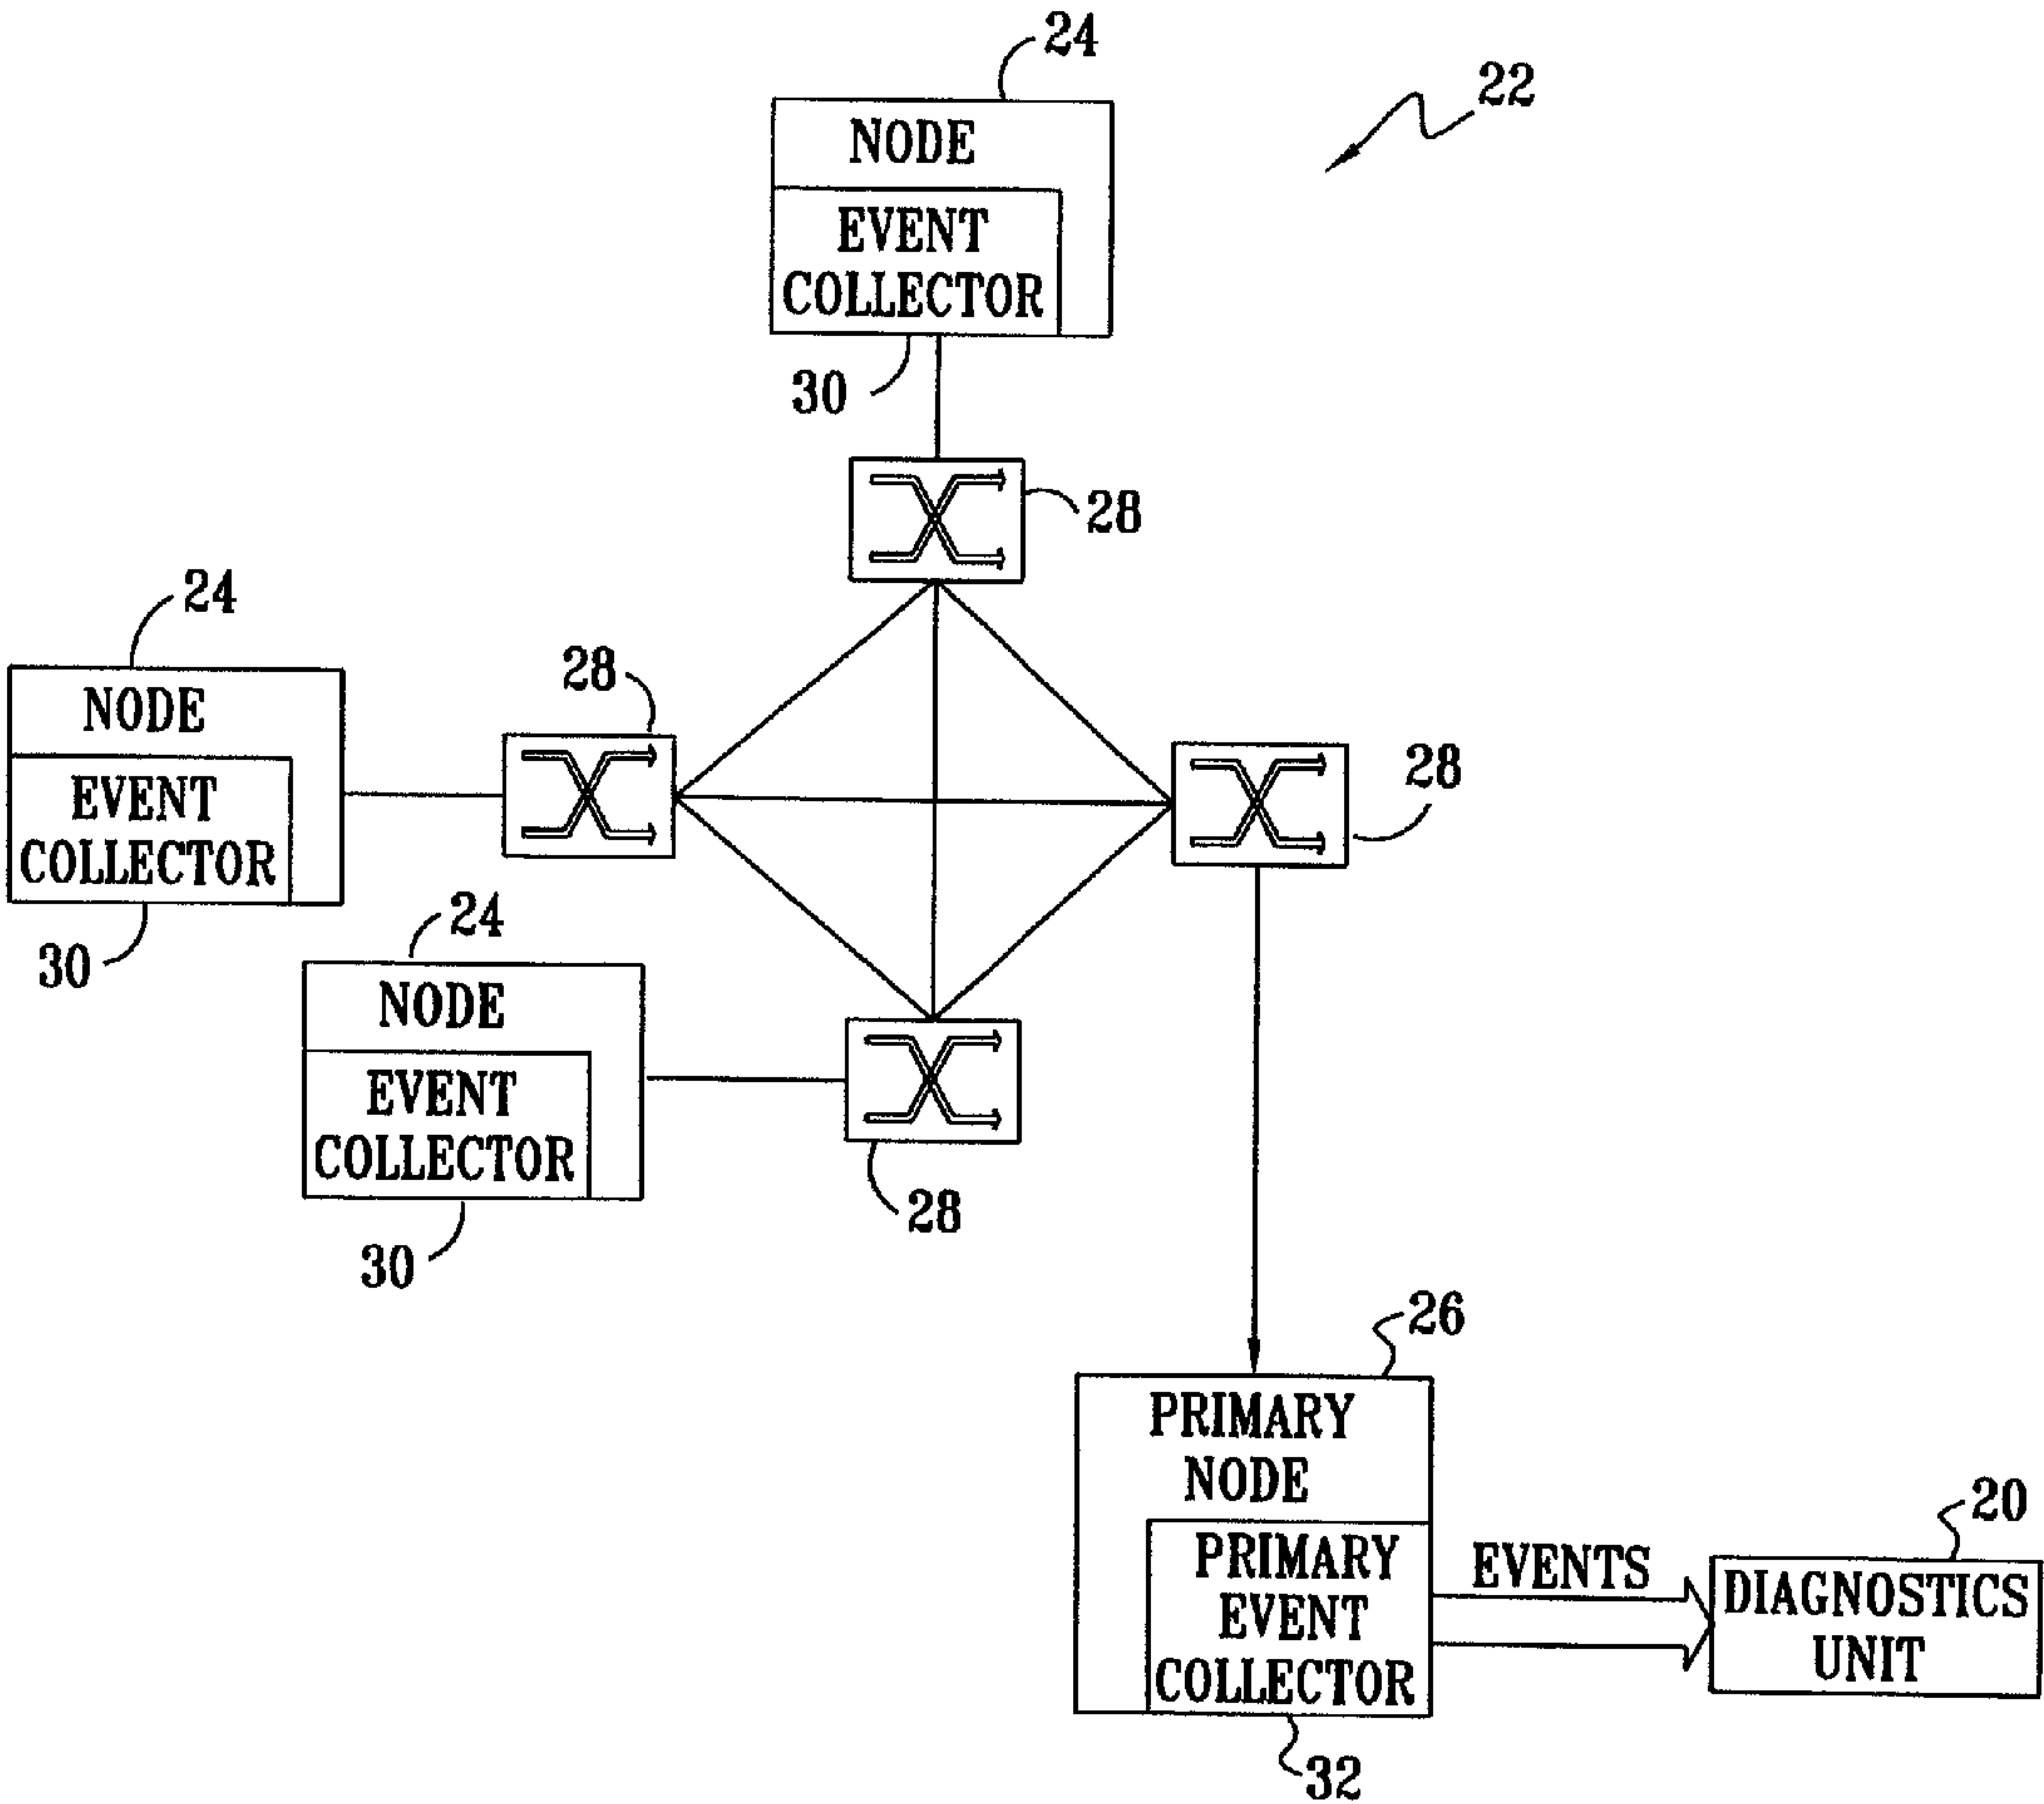 24
22
NODE
EVENT
COLLECTOR
30
28
24
NODE
EVENT
COLLECTOR
30
28
28
24
NODE
EVENT
COLLECTOR
30
28
26
PRIMARY
NODE
PRIMARY
EVENT
COLLECTOR
32
EVENTS
20
DIAGNOSTICS
UNIT